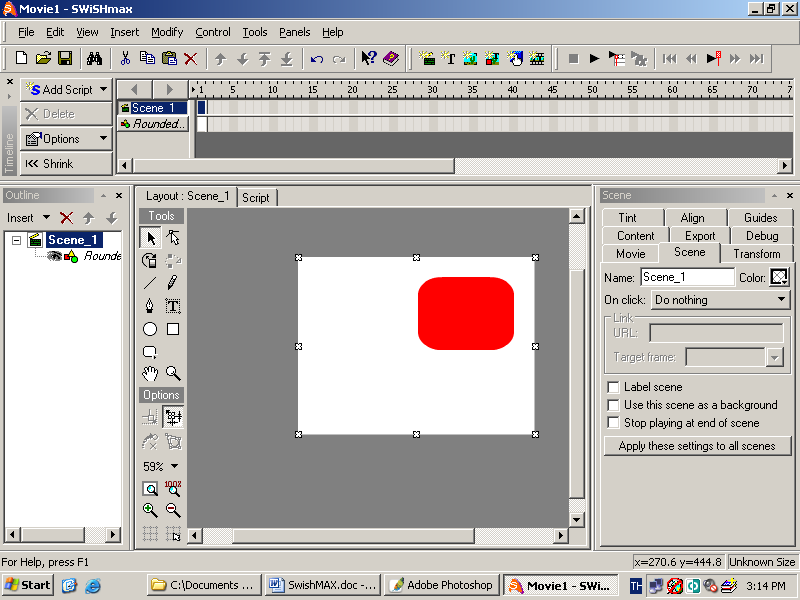 Movie1 - SWiSHmax
File Edit View Insert Modify Control Tools Panels Help
Add Script
Delete
Options
Shrink
Timeline
1 5 10 15 20 25 30 35 40 45 50 55 60 65 70 7
Scene_1
Rounded...
Outline
Insert
Scene_1
Rounde
Layout : Scene_1 Script
Tools
Options
59%
100%
Scene
Tint Align Guides
Content Export Debug
Movie Scene Transform
Name: Scene_1 Color:
On click: Do nothing
Link
URL:
Target frame:
Label scene
Use this scene as a background
Stop playing at end of scene
Apply these settings to all scenes
For Help, press F1
x=270.6 y=444.8 Unknown Size
Start C:\Documents ... SwishMAX.doc -... Adobe Photoshop Movie1 - SWi... TH 3:14 PM